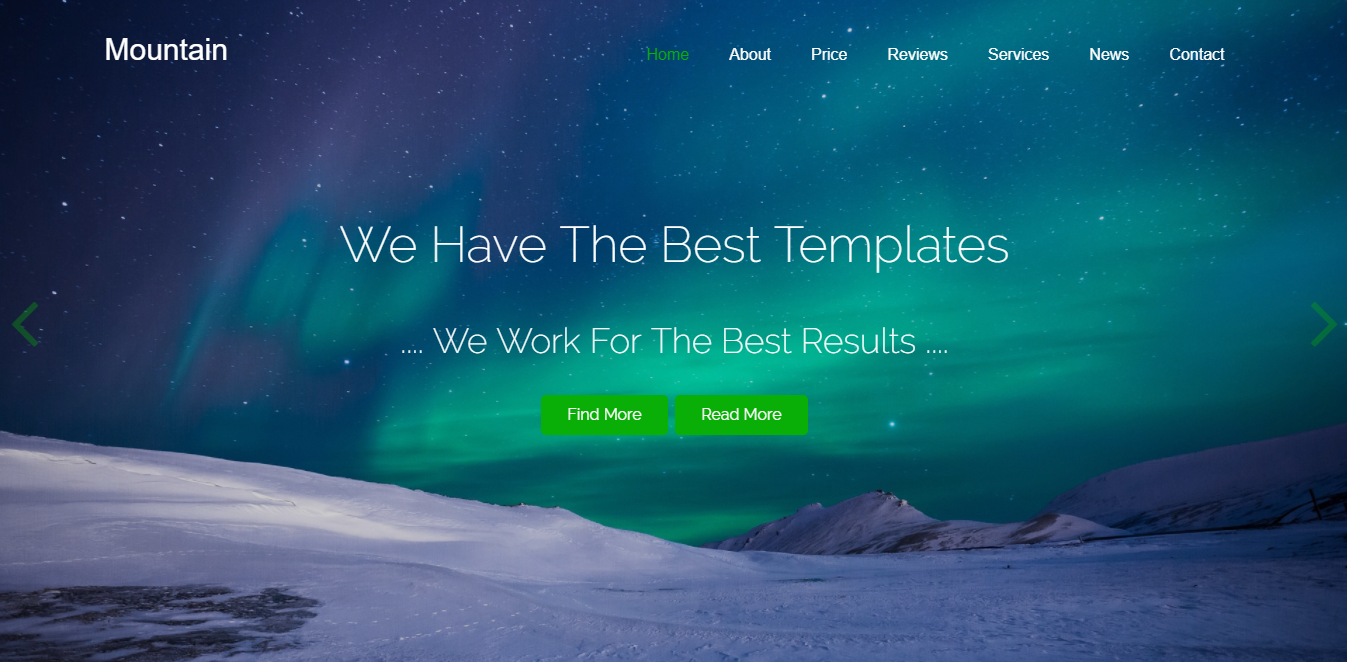 Mountain
Home About Price Reviews Services News Contact
We Have The Best Templates
.... We Work For The Best Results ....
Find More Read More